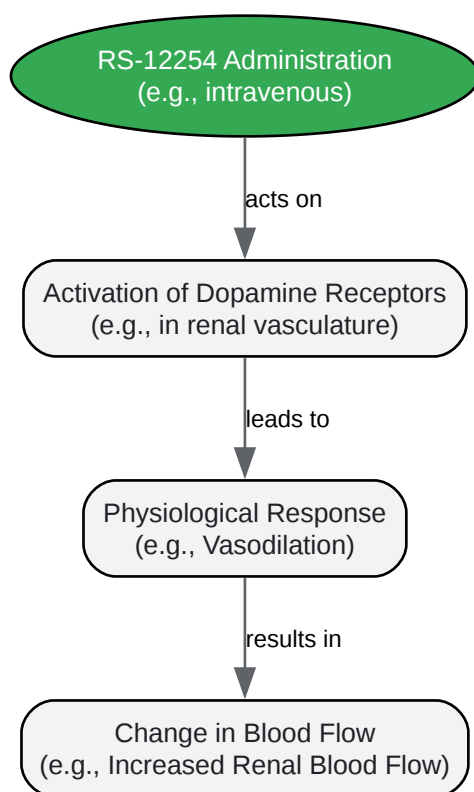 RS-12254 Administration
(e.g., intravenous)
acts on
Activation of Dopamine Receptors
(e.g., in renal vasculature)
leads to
Physiological Response
(e.g., Vasodilation)
results in
Change in Blood Flow
(e.g., Increased Renal Blood Flow)